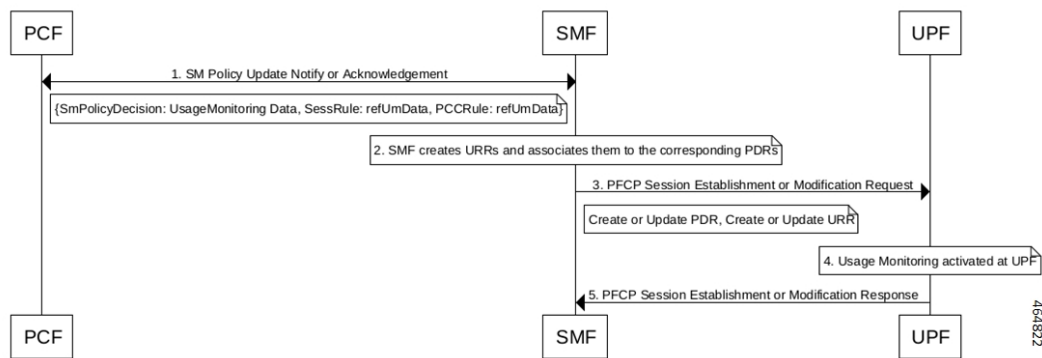 PCF
SMF
UPF
1. SM Policy Update Notify or Acknowledgement
{SmPolicyDecision: UsageMonitoring Data, SessRule: refUmData, PCCRule: refUmData}
2. SMF creates URRs and associates them to the corresponding PDRs
3. PFCP Session Establishment or Modification Request
Create or Update PDR, Create or Update URR
4. Usage Monitoring activated at UPF
5. PFCP Session Establishment or Modification Response
PCF
SMF
UPF
464822